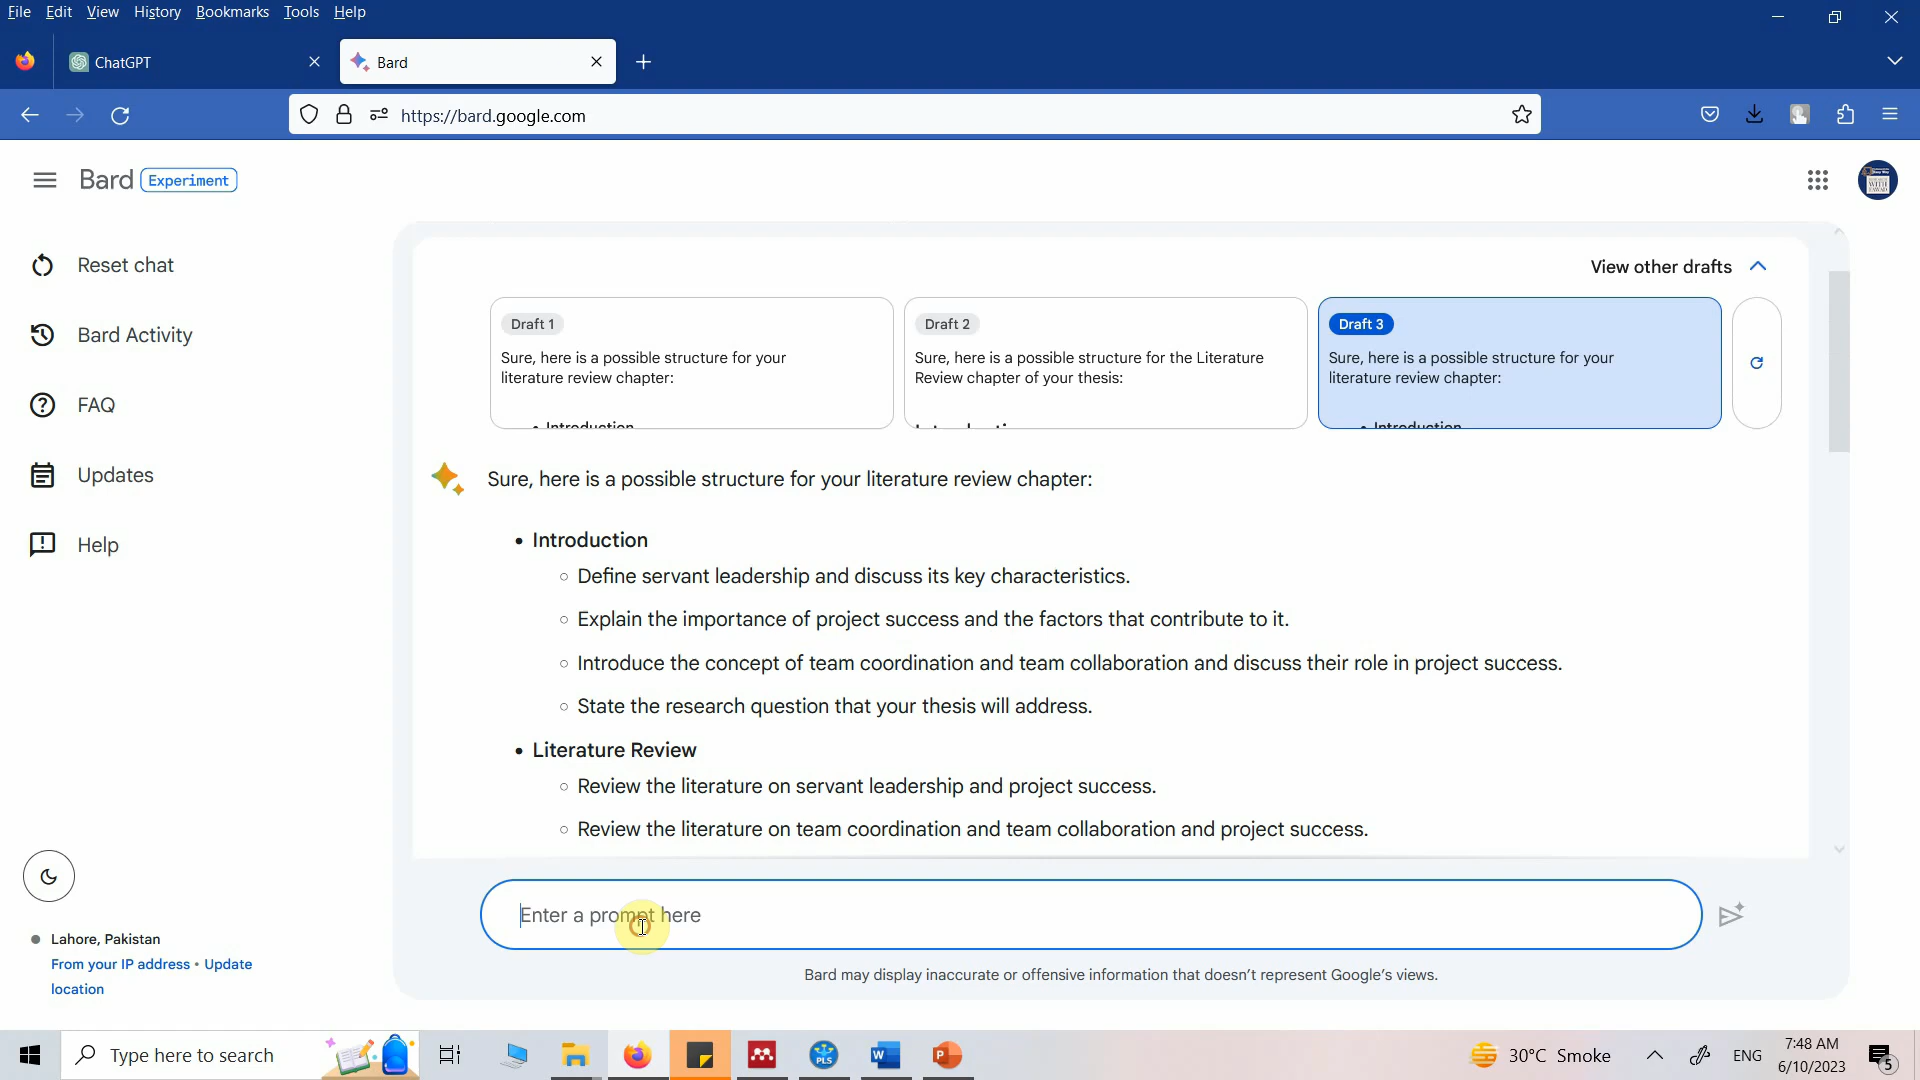 File Edit View History Bookmarks Tools Help
ChatGPT
Bard
https://bard.google.com
Bard Experiment
Reset chat
Bard Activity
FAQ
Updates
Help
Lahore, Pakistan
From your IP address • Update
location
View other drafts
Draft 1
Sure, here is a possible structure for your
literature review chapter:
• Introduction
Draft 2
Sure, here is a possible structure for the Literature
Review chapter of your thesis:
Introduction
Draft 3
Sure, here is a possible structure for your
literature review chapter:
• Introduction
Sure, here is a possible structure for your literature review chapter:
• Introduction
○ Define servant leadership and discuss its key characteristics.
○ Explain the importance of project success and the factors that contribute to it.
○ Introduce the concept of team coordination and team collaboration and discuss their role in project success.
○ State the research question that your thesis will address.
• Literature Review
○ Review the literature on servant leadership and project success.
○ Review the literature on team coordination and team collaboration and project success.
Enter a prompt here
Bard may display inaccurate or offensive information that doesn't represent Google's views.
Type here to search
PLS
30°C Smoke
ENG
7:48 AM
6/10/2023
5